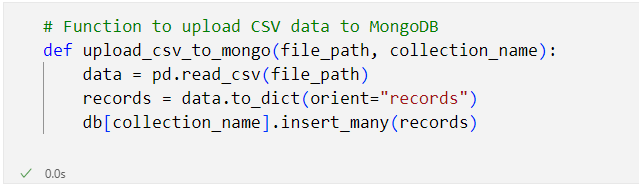 # Function to upload CSV data to MongoDB
def upload_csv_to_mongo(file_path, collection_name):
    data = pd.read_csv(file_path)
    records = data.to_dict(orient="records")
    db[collection_name].insert_many(records)
0.0s